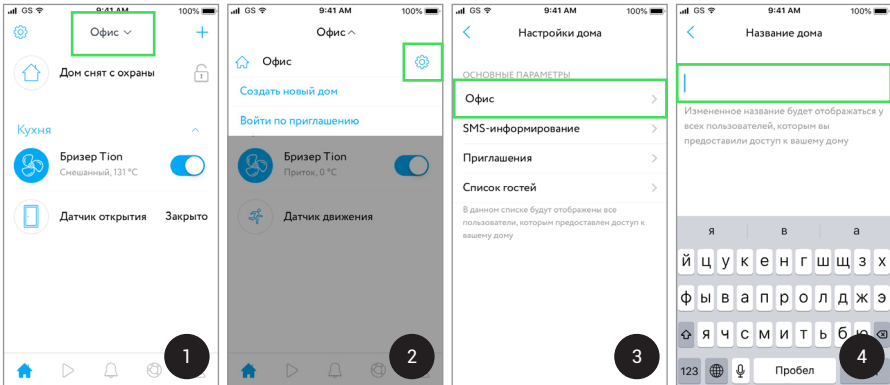 GS 9:41 AM 100%
Офис
Дом снят с охраны
Кухня
Бризер Tion
Смешанный, 131 °C
Датчик открытия Закрыто
1
GS 9:41 AM 100%
Офис
Офис
Создать новый дом
Войти по приглашению
Бризер Tion
Приток, 0 °C
Датчик движения
2
GS 9:41 AM 100%
Настройки дома
ОСНОВНЫЕ ПАРАМЕТРЫ
Офис
SMS-информирование
Приглашения
Список гостей
В данном списке будут отображены все
пользователи, которым предоставлен доступ к
вашему дому
3
GS 9:41 AM 100%
Название дома
Измененное название будет отображаться у
всех пользователей, которым вы
предоставили доступ к вашему дому
я в а
й ц у к е н г ш щ з х
ф ы в а п р о л д ж э
я ч с м и т ь б ю
123 Пробел
4